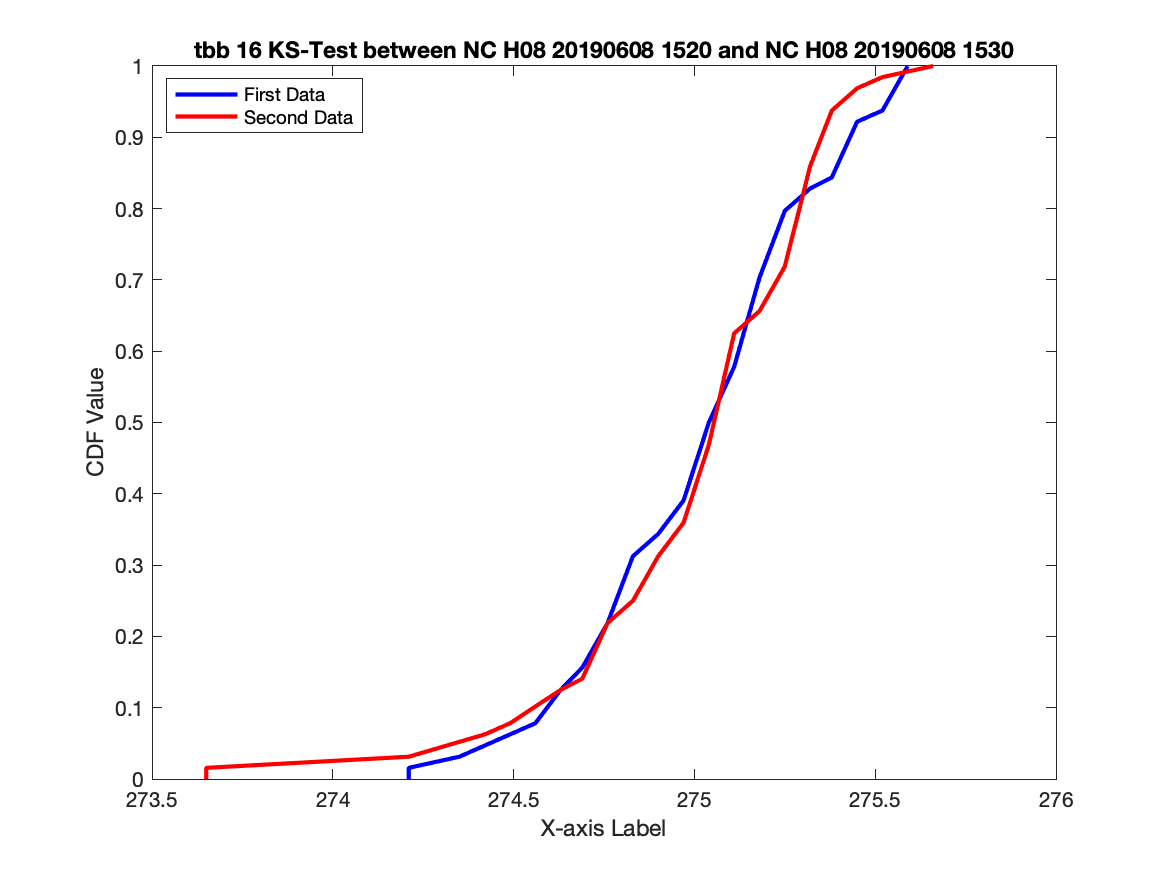 tbb 16 KS-Test between NC H08 20190608 1520 and NC H08 20190608 1530
First Data
Second Data
1
0.9
0.8
0.7
0.6
0.5
0.4
0.3
0.2
0.1
0
CDF Value
273.5 274 274.5 275 275.5 276
X-axis Label